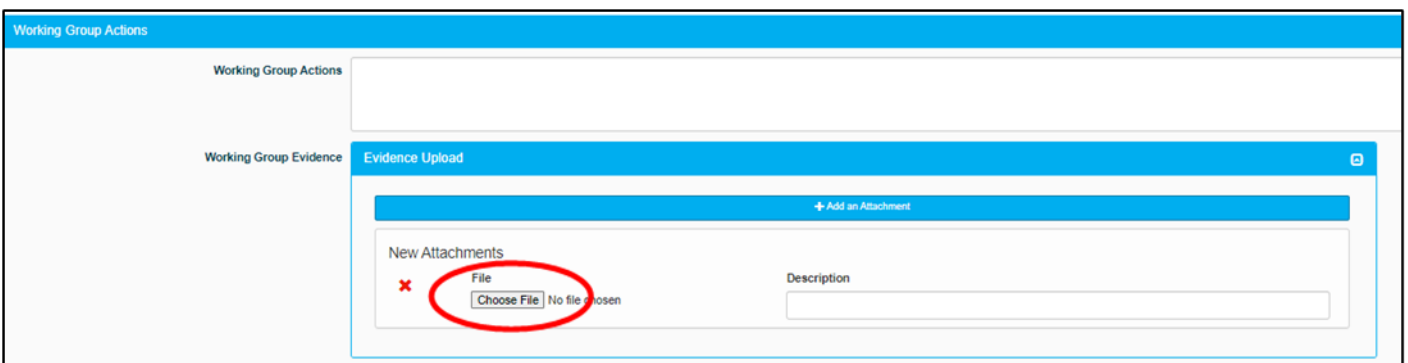 Working Group Actions
Working Group Actions
Working Group Evidence
Evidence Upload
+ Add an Attachment
New Attachments
File
Description
Choose File No file chosen